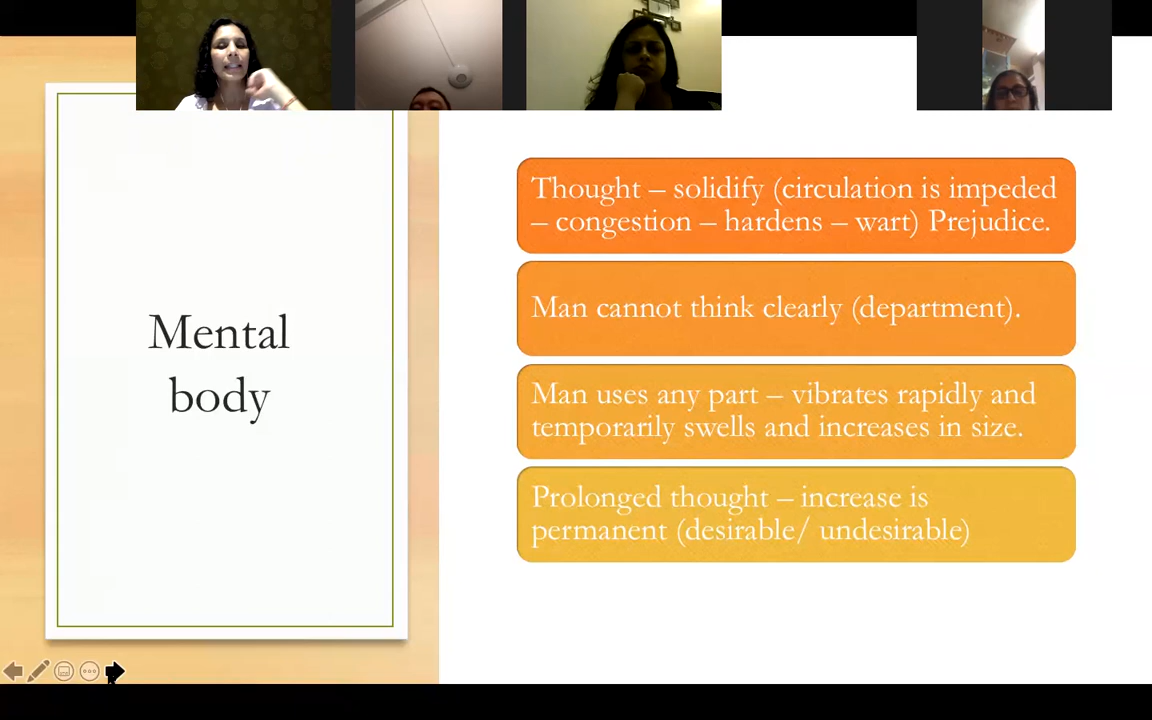 Mental
body
Thought – solidify (circulation is impeded
– congestion – hardens – wart) Prejudice.
Man cannot think clearly (department).
Man uses any part – vibrates rapidly and
temporarily swells and increases in size.
Prolonged thought – increase is
permanent (desirable/ undesirable)